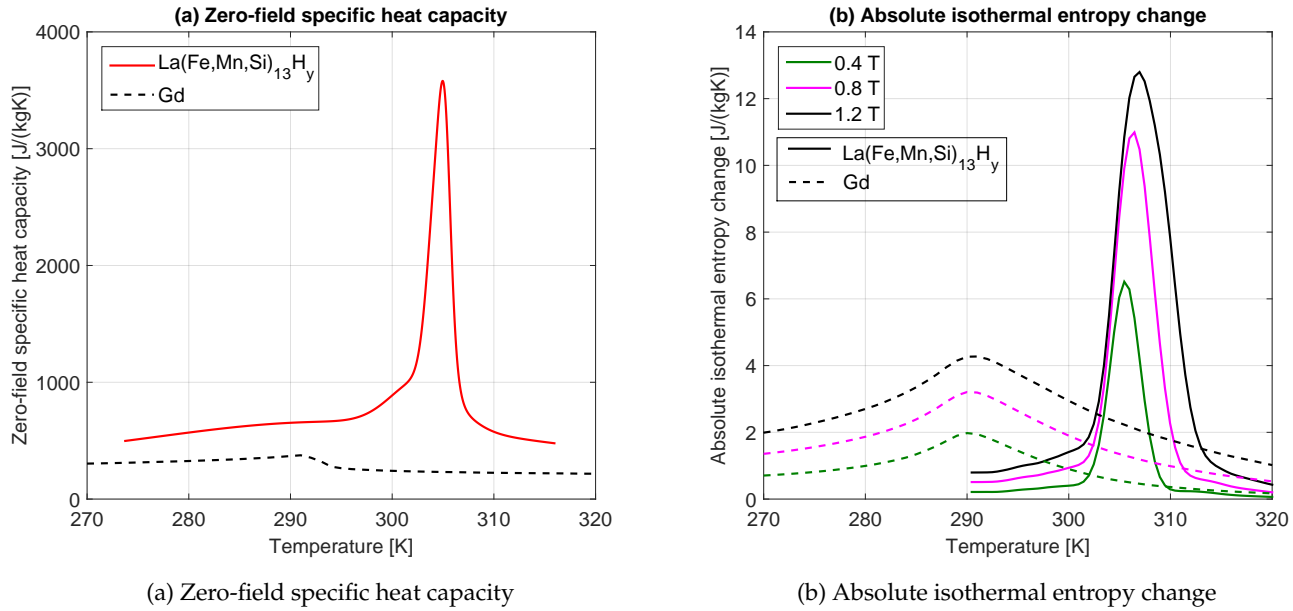 (a) Zero-field specific heat capacity
4000
3000
2000
1000
0
270
280
290
300
310
320
Zero-field specific heat capacity [J/(kgK)]
Temperature [K]
La(Fe,Mn,Si)13Hy
Gd
(a) Zero-field specific heat capacity
(b) Absolute isothermal entropy change
14
12
10
8
6
4
2
0
270
280
290
300
310
320
Absolute isothermal entropy change [J/(kgK)]
Temperature [K]
0.4 T
0.8 T
1.2 T
La(Fe,Mn,Si)13Hy
Gd
(b) Absolute isothermal entropy change